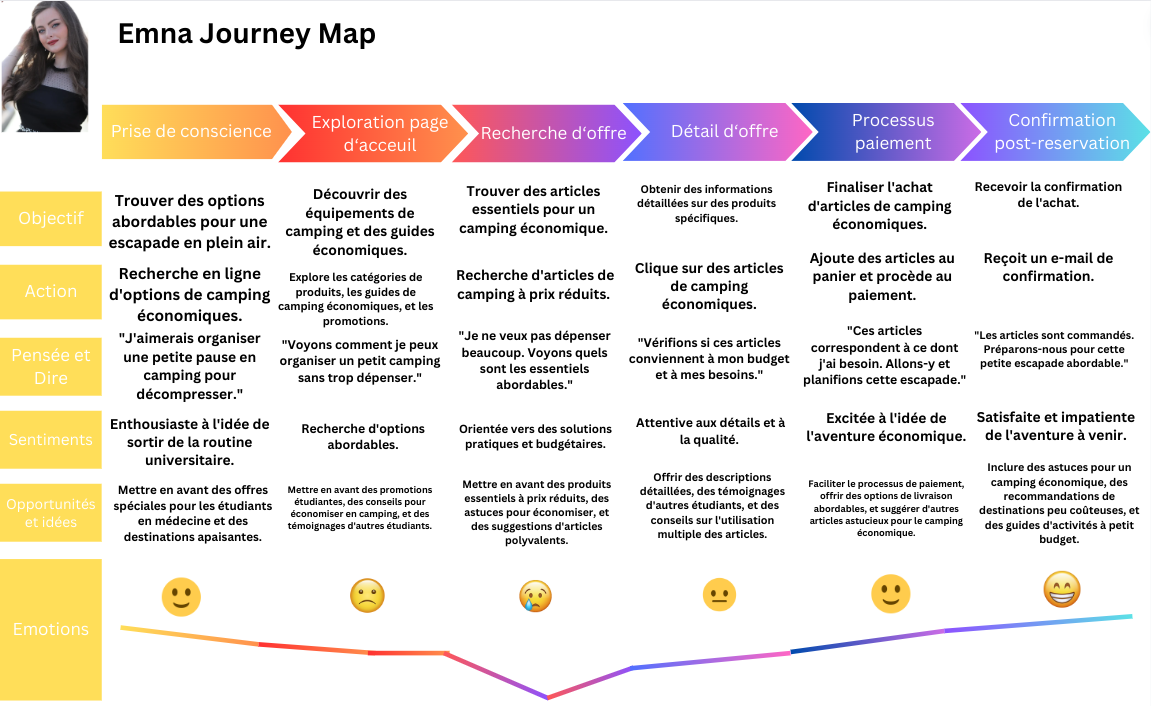 Emna Journey Map
Prise de conscience
Exploration page
d'acceuil
Recherche d'offre
Détail d'offre
Processus
paiement
Confirmation
post-reservation
Objectif
Trouver des options
abordables pour une
escapade en plein air.
Découvrir des
équipements de
camping et des guides
économiques.
Trouver des articles
essentiels pour un
camping économique.
Obtenir des informations
détaillées sur des produits
spécifiques.
Finaliser l'achat
d'articles de camping
économiques.
Recevoir la confirmation
de l'achat.
Action
Recherche en ligne
d'options de camping
économiques.
Explore les catégories de
produits, les guides de
camping économiques, et les
promotions.
Recherche d'articles de
camping à prix réduits.
Clique sur des articles
de camping
économiques.
Ajoute des articles au
panier et procède au
paiement.
Reçoit un e-mail de
confirmation.
Pensée et
Dire
"J'aimerais organiser
une petite pause en
camping pour
décompresser."
"Voyons comment je peux
organiser un petit camping
sans trop dépenser."
"Je ne veux pas dépenser
beaucoup. Voyons quels
sont les essentiels
abordables."
"Vérifions si ces articles
conviennent à mon budget
et à mes besoins."
"Ces articles
correspondent à ce dont
j'ai besoin. Allons-y et
planifions cette escapade."
"Les articles sont commandés.
Préparons-nous pour cette
petite escapade abordable."
Sentiments
Enthousiaste à l'idée de
sortir de la routine
universitaire.
Recherche d'options
abordables.
Orientée vers des solutions
pratiques et budgétaires.
Attentive aux détails et à
la qualité.
Excitée à l'idée de
l'aventure économique.
Satisfaite et impatiente
de l'aventure à venir.
Opportunités
et idées
Mettre en avant des offres
spéciales pour les étudiants
en médecine et des
destinations apaisantes.
Mettre en avant des promotions
étudiantes, des conseils pour
économiser en camping, et des
témoignages d'autres étudiants.
Mettre en avant des produits
essentiels à prix réduits, des
astuces pour économiser, et
des suggestions d'articles
polyvalents.
Offrir des descriptions
détaillées, des témoignages
d'autres étudiants, et des
conseils sur l'utilisation
multiple des articles.
Faciliter le processus de paiement,
offrir des options de livraison
abordables, et suggérer d'autres
articles astucieux pour le camping
économique.
Inclure des astuces pour un
camping économique, des
recommandations de
destinations peu coûteuses, et
des guides d'activités à petit
budget.
Emotions